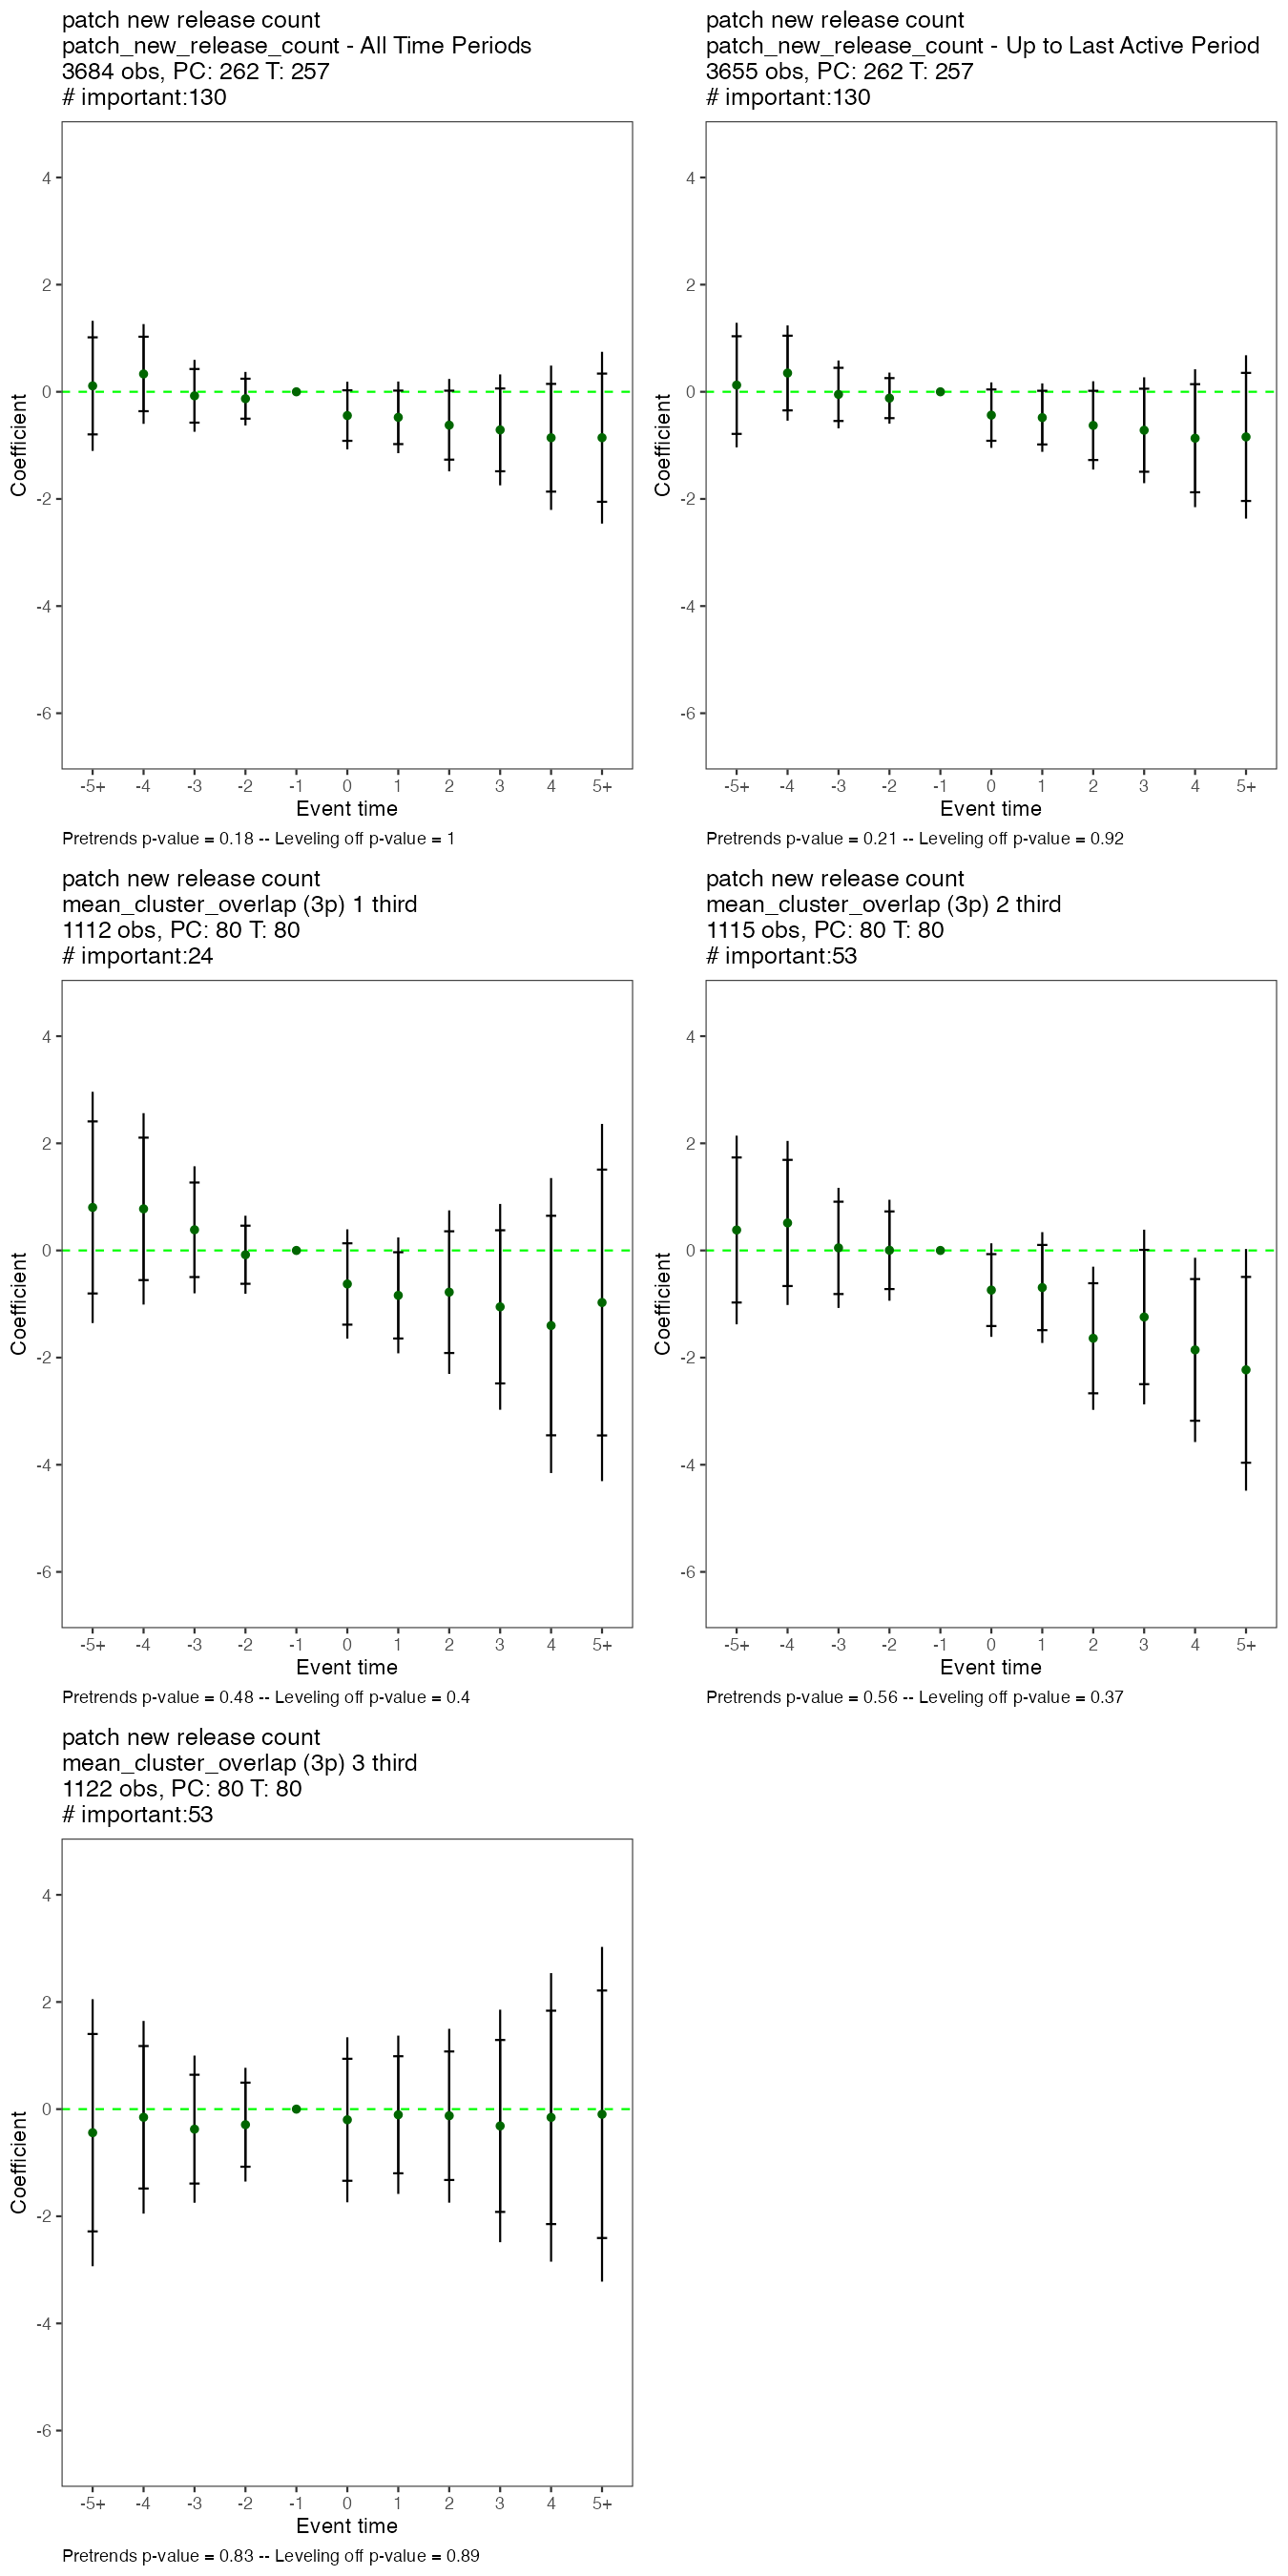 patch new release count
patch_new_release_count - All Time Periods
3684 obs, PC: 262 T: 257
# important:130
4
2
0
-2
-4
-6
Coefficient
-5+ -4 -3 -2 -1 0 1 2 3 4 5+
Event time
Pretrends p-value = 0.18 -- Leveling off p-value = 1
patch new release count
patch_new_release_count - Up to Last Active Period
3655 obs, PC: 262 T: 257
# important:130
4
2
0
-2
-4
-6
Coefficient
-5+ -4 -3 -2 -1 0 1 2 3 4 5+
Event time
Pretrends p-value = 0.21 -- Leveling off p-value = 0.92
patch new release count
mean_cluster_overlap (3p) 1 third
1112 obs, PC: 80 T: 80
# important:24
4
2
0
-2
-4
-6
Coefficient
-5+ -4 -3 -2 -1 0 1 2 3 4 5+
Event time
Pretrends p-value = 0.48 -- Leveling off p-value = 0.4
patch new release count
mean_cluster_overlap (3p) 2 third
1115 obs, PC: 80 T: 80
# important:53
4
2
0
-2
-4
-6
Coefficient
-5+ -4 -3 -2 -1 0 1 2 3 4 5+
Event time
Pretrends p-value = 0.56 -- Leveling off p-value = 0.37
patch new release count
mean_cluster_overlap (3p) 3 third
1122 obs, PC: 80 T: 80
# important:53
4
2
0
-2
-4
-6
Coefficient
-5+ -4 -3 -2 -1 0 1 2 3 4 5+
Event time
Pretrends p-value = 0.83 -- Leveling off p-value = 0.89